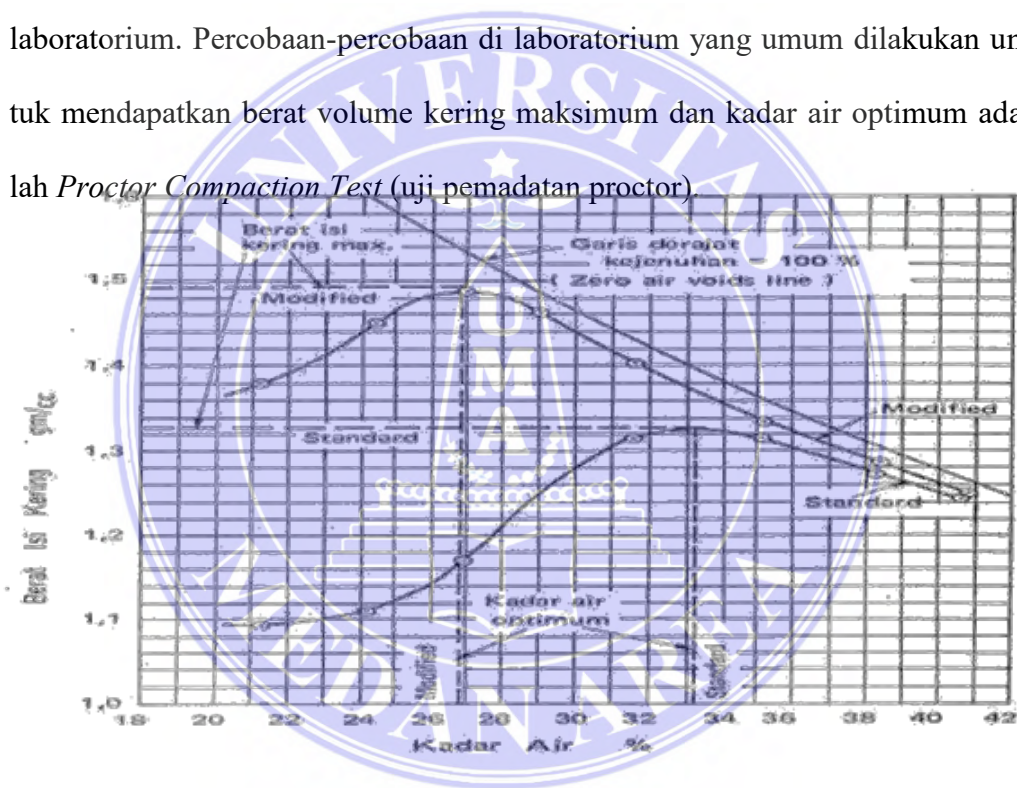 laboratorium. Percobaan-percobaan di laboratorium yang umum dilakukan un
tuk mendapatkan berat volume kering maksimum dan kadar air optimum ada
lah Proctor Compaction Test (uji pemadatan proctor).
UNIVERSITAS
Berat isi
kering max.
Garis derajat
kejenuhan = 100 %
( Zero air voids line )
1,5
Modified
UMA
1,4
Berat Isi Kering gm/cc
Modified
Standard
1,3
Standard
1,2
Kadar air
optimum
1,1
Modified
Standard
MEDAN AREA
1,0
18 20 22 24 26 28 30 32 34 36 38 40 42
Kadar Air %